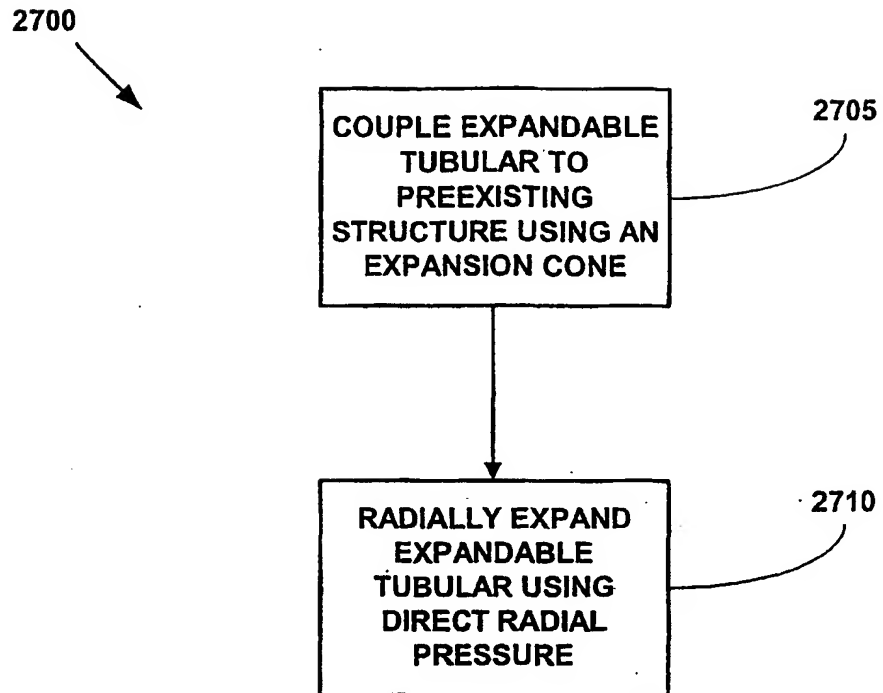 2700
COUPLE EXPANDABLE
TUBULAR TO
PREEXISTING
STRUCTURE USING AN
EXPANSION CONE
2705
RADIALLY EXPAND
EXPANDABLE
TUBULAR USING
DIRECT RADIAL
PRESSURE
2710